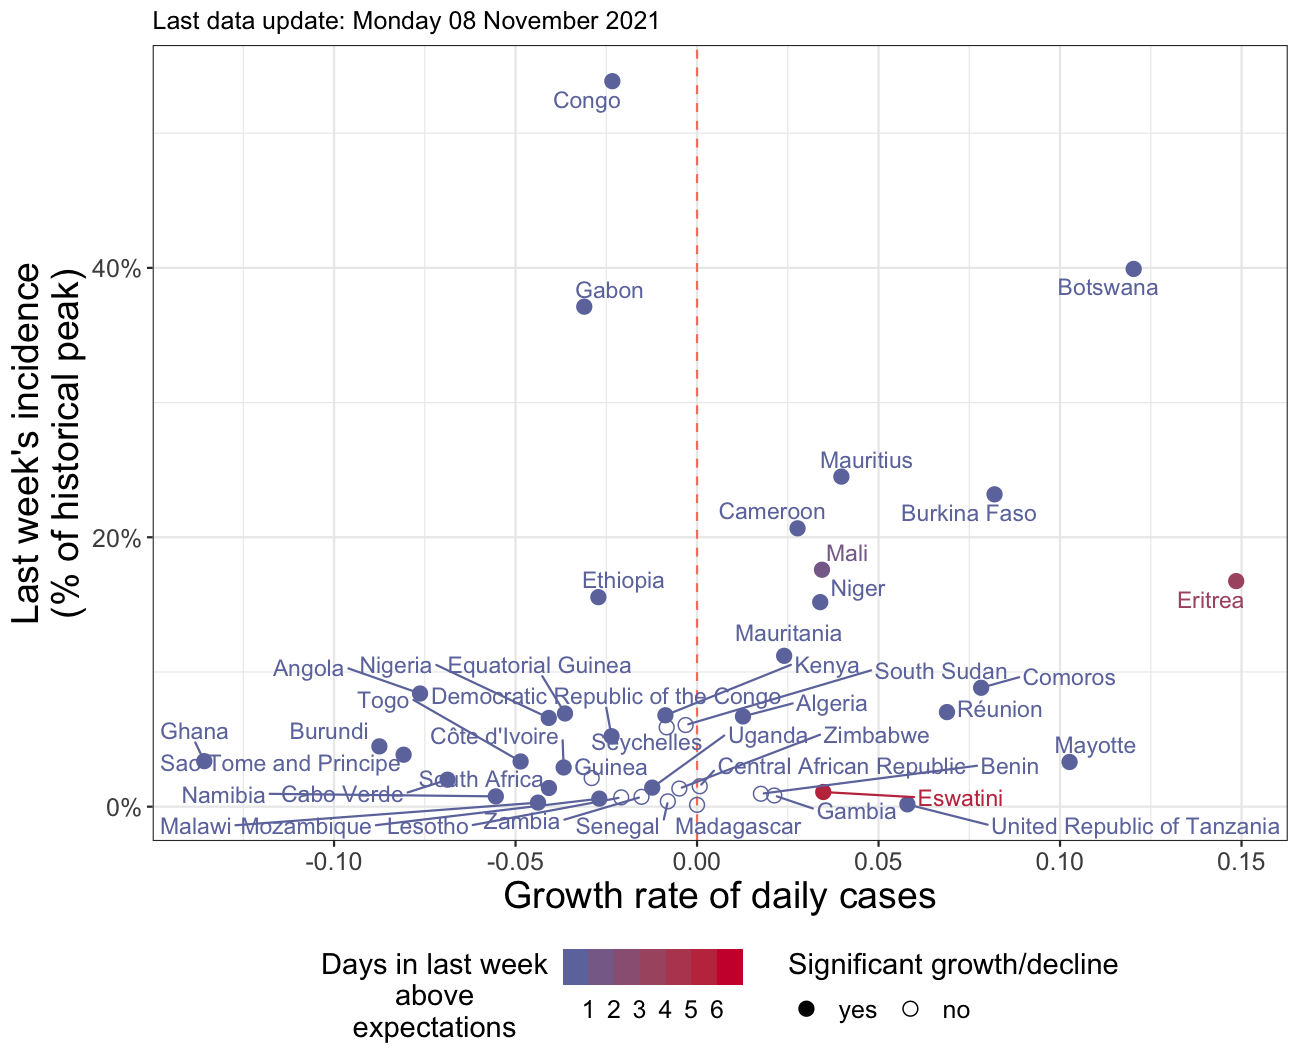 Last data update: Monday 08 November 2021
Last week's incidence
(% of historical peak)
40%
20%
0%
Congo
Gabon
Botswana
Mauritius
Cameroon
Burkina Faso
Mali
Ethiopia
Niger
Eritrea
Mauritania
Angola
Nigeria
Equatorial Guinea
Kenya
South Sudan
Comoros
Togo
Democratic Republic of the Congo
Algeria
Réunion
Ghana
Burundi
Côte d'Ivoire
Seychelles
Uganda
Zimbabwe
Mayotte
Sao Tome and Principe
South Africa
Guinea
Central African Republic
Benin
Namibia
Cabo Verde
Eswatini
Gambia
Malawi
Mozambique
Lesotho
Zambia
Senegal
Madagascar
United Republic of Tanzania
-0.10
-0.05
0.00
0.05
0.10
0.15
Growth rate of daily cases
Days in last week
above
expectations
1 2 3 4 5 6
Significant growth/decline
yes
no